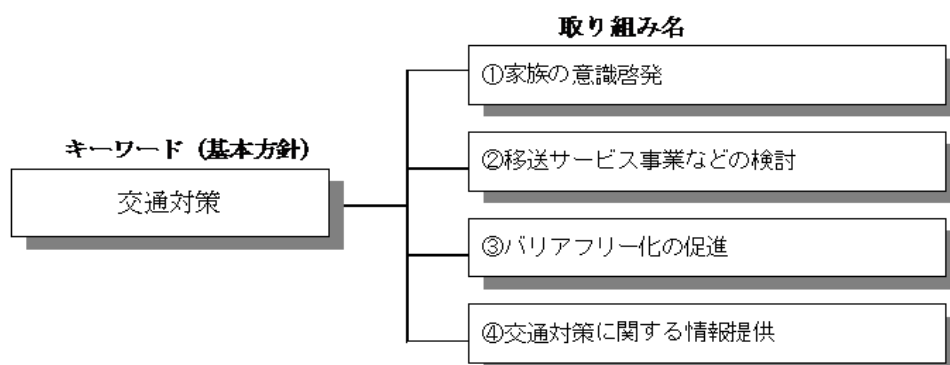 取り組み名
①家族の意識啓発
キーワード（基本方針）
②移送サービス事業などの検討
交通対策
③バリアフリー化の促進
④交通対策に関する情報提供